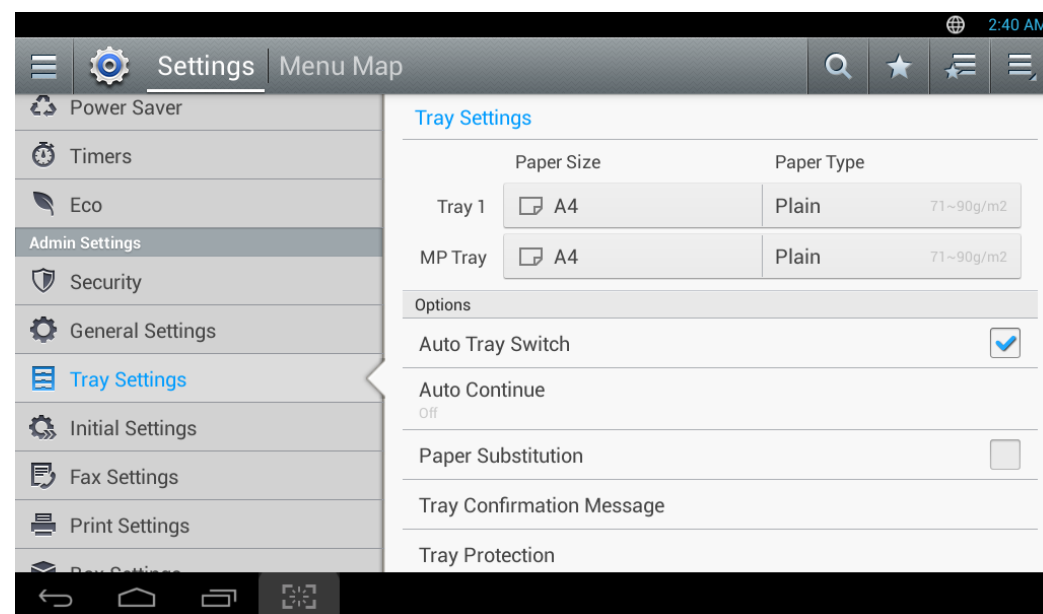 2:40 AM
Settings Menu Map
Power Saver
Timers
Eco
Admin Settings
Security
General Settings
Tray Settings
Initial Settings
Fax Settings
Print Settings
Box Settings
Tray Settings
Paper Size Paper Type
Tray 1 A4 Plain 71~90g/m2
MP Tray A4 Plain 71~90g/m2
Options
Auto Tray Switch
Auto Continue
Off
Paper Substitution
Tray Confirmation Message
Tray Protection